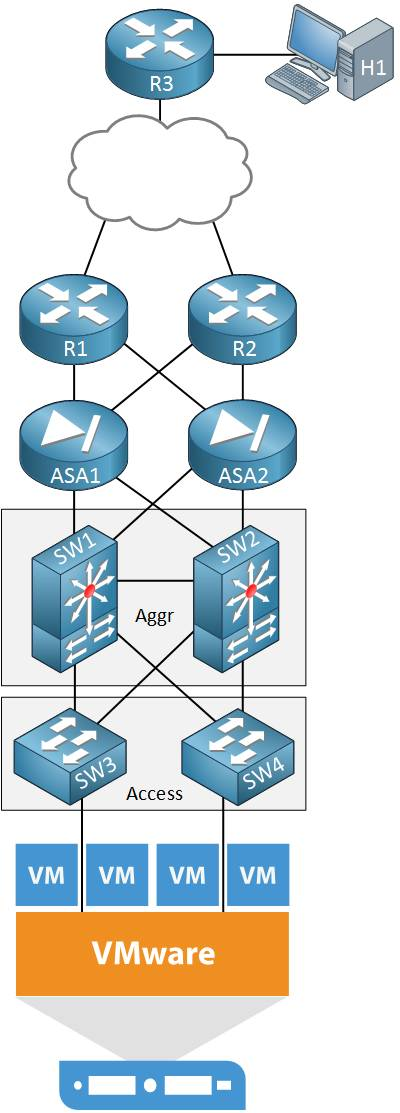 H1
R3
R1
R2
ASA1
ASA2
SW1
SW2
Aggr
SW3
SW4
Access
VM
VM
VM
VM
VMware